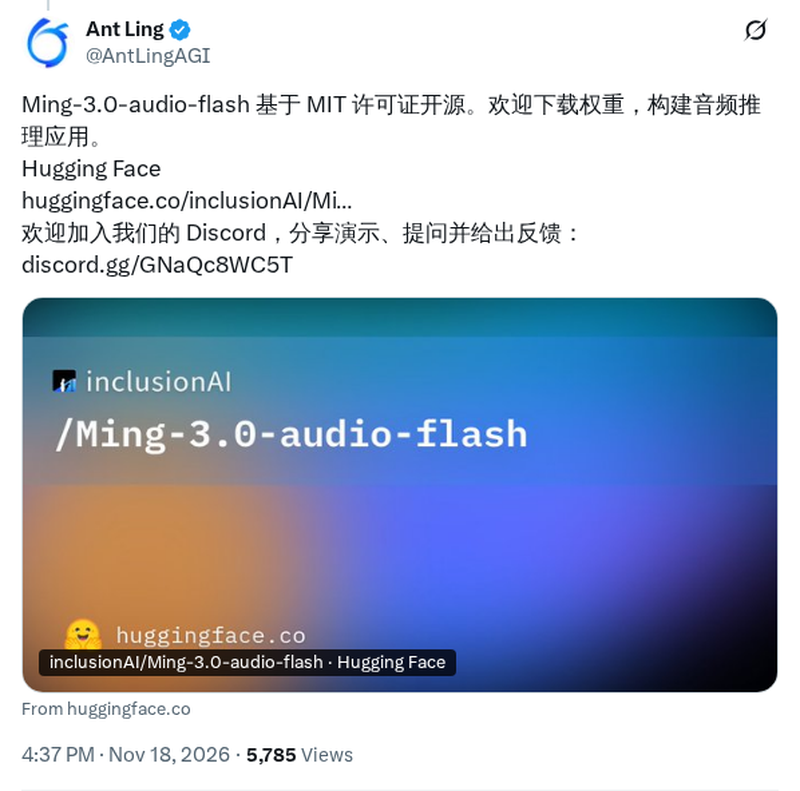 Ant Ling
@AntLingAGI
Ming-3.0-audio-flash 基于 MIT 许可证开源。欢迎下载权重，构建音频推
理应用。
Hugging Face
huggingface.co/inclusionAI/Mi...
欢迎加入我们的 Discord，分享演示、提问并给出反馈：
discord.gg/GNaQc8WC5T
inclusionAI
/Ming-3.0-audio-flash
huggingface.co
inclusionAI/Ming-3.0-audio-flash · Hugging Face
From huggingface.co
4:37 PM · Nov 18, 2026 · 5,785 Views